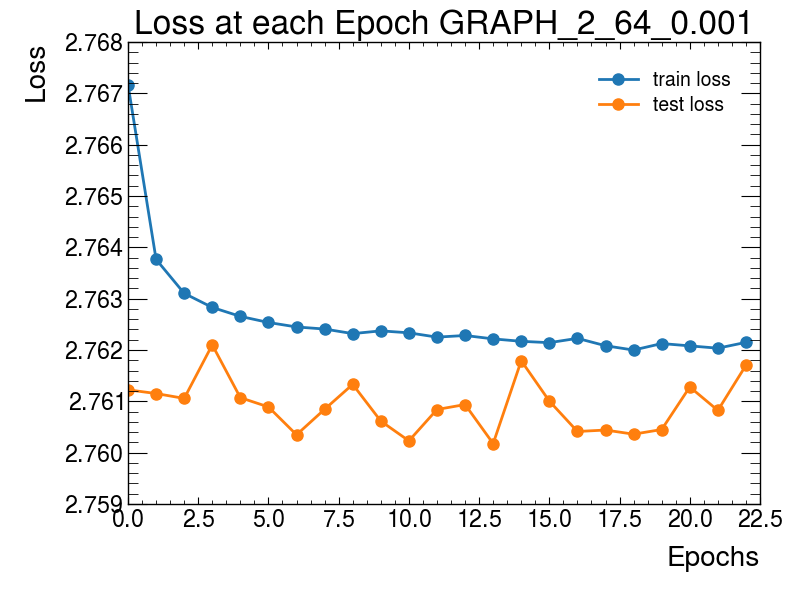 Loss at each Epoch GRAPH_2_64_0.001
Loss
train loss
test loss
2.768
2.767
2.766
2.765
2.764
2.763
2.762
2.761
2.760
2.759
0.0 2.5 5.0 7.5 10.0 12.5 15.0 17.5 20.0 22.5
Epochs